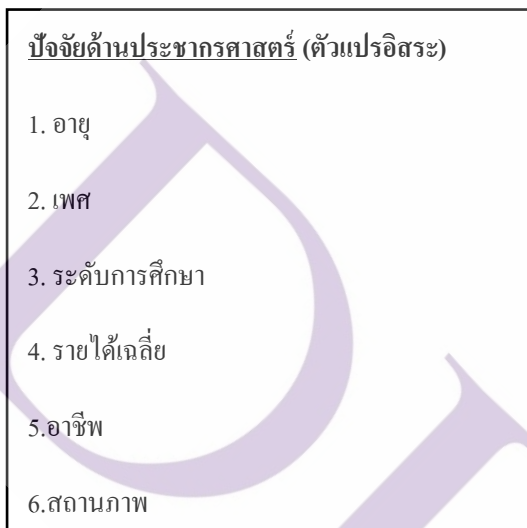 ปัจจัยด้านประชากรศาสตร์ (ตัวแปรอิสระ)
1. อายุ
2. เพศ
3. ระดับการศึกษา
4. รายได้เฉลี่ย
5.อาชีพ
6.สถานภาพ